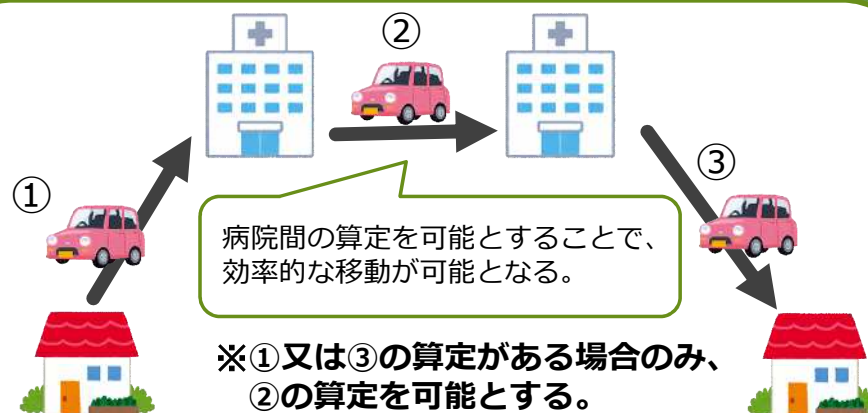 ②
①
③
病院間の算定を可能とすることで、
効率的な移動が可能となる。
※①又は③の算定がある場合のみ、
②の算定を可能とする。